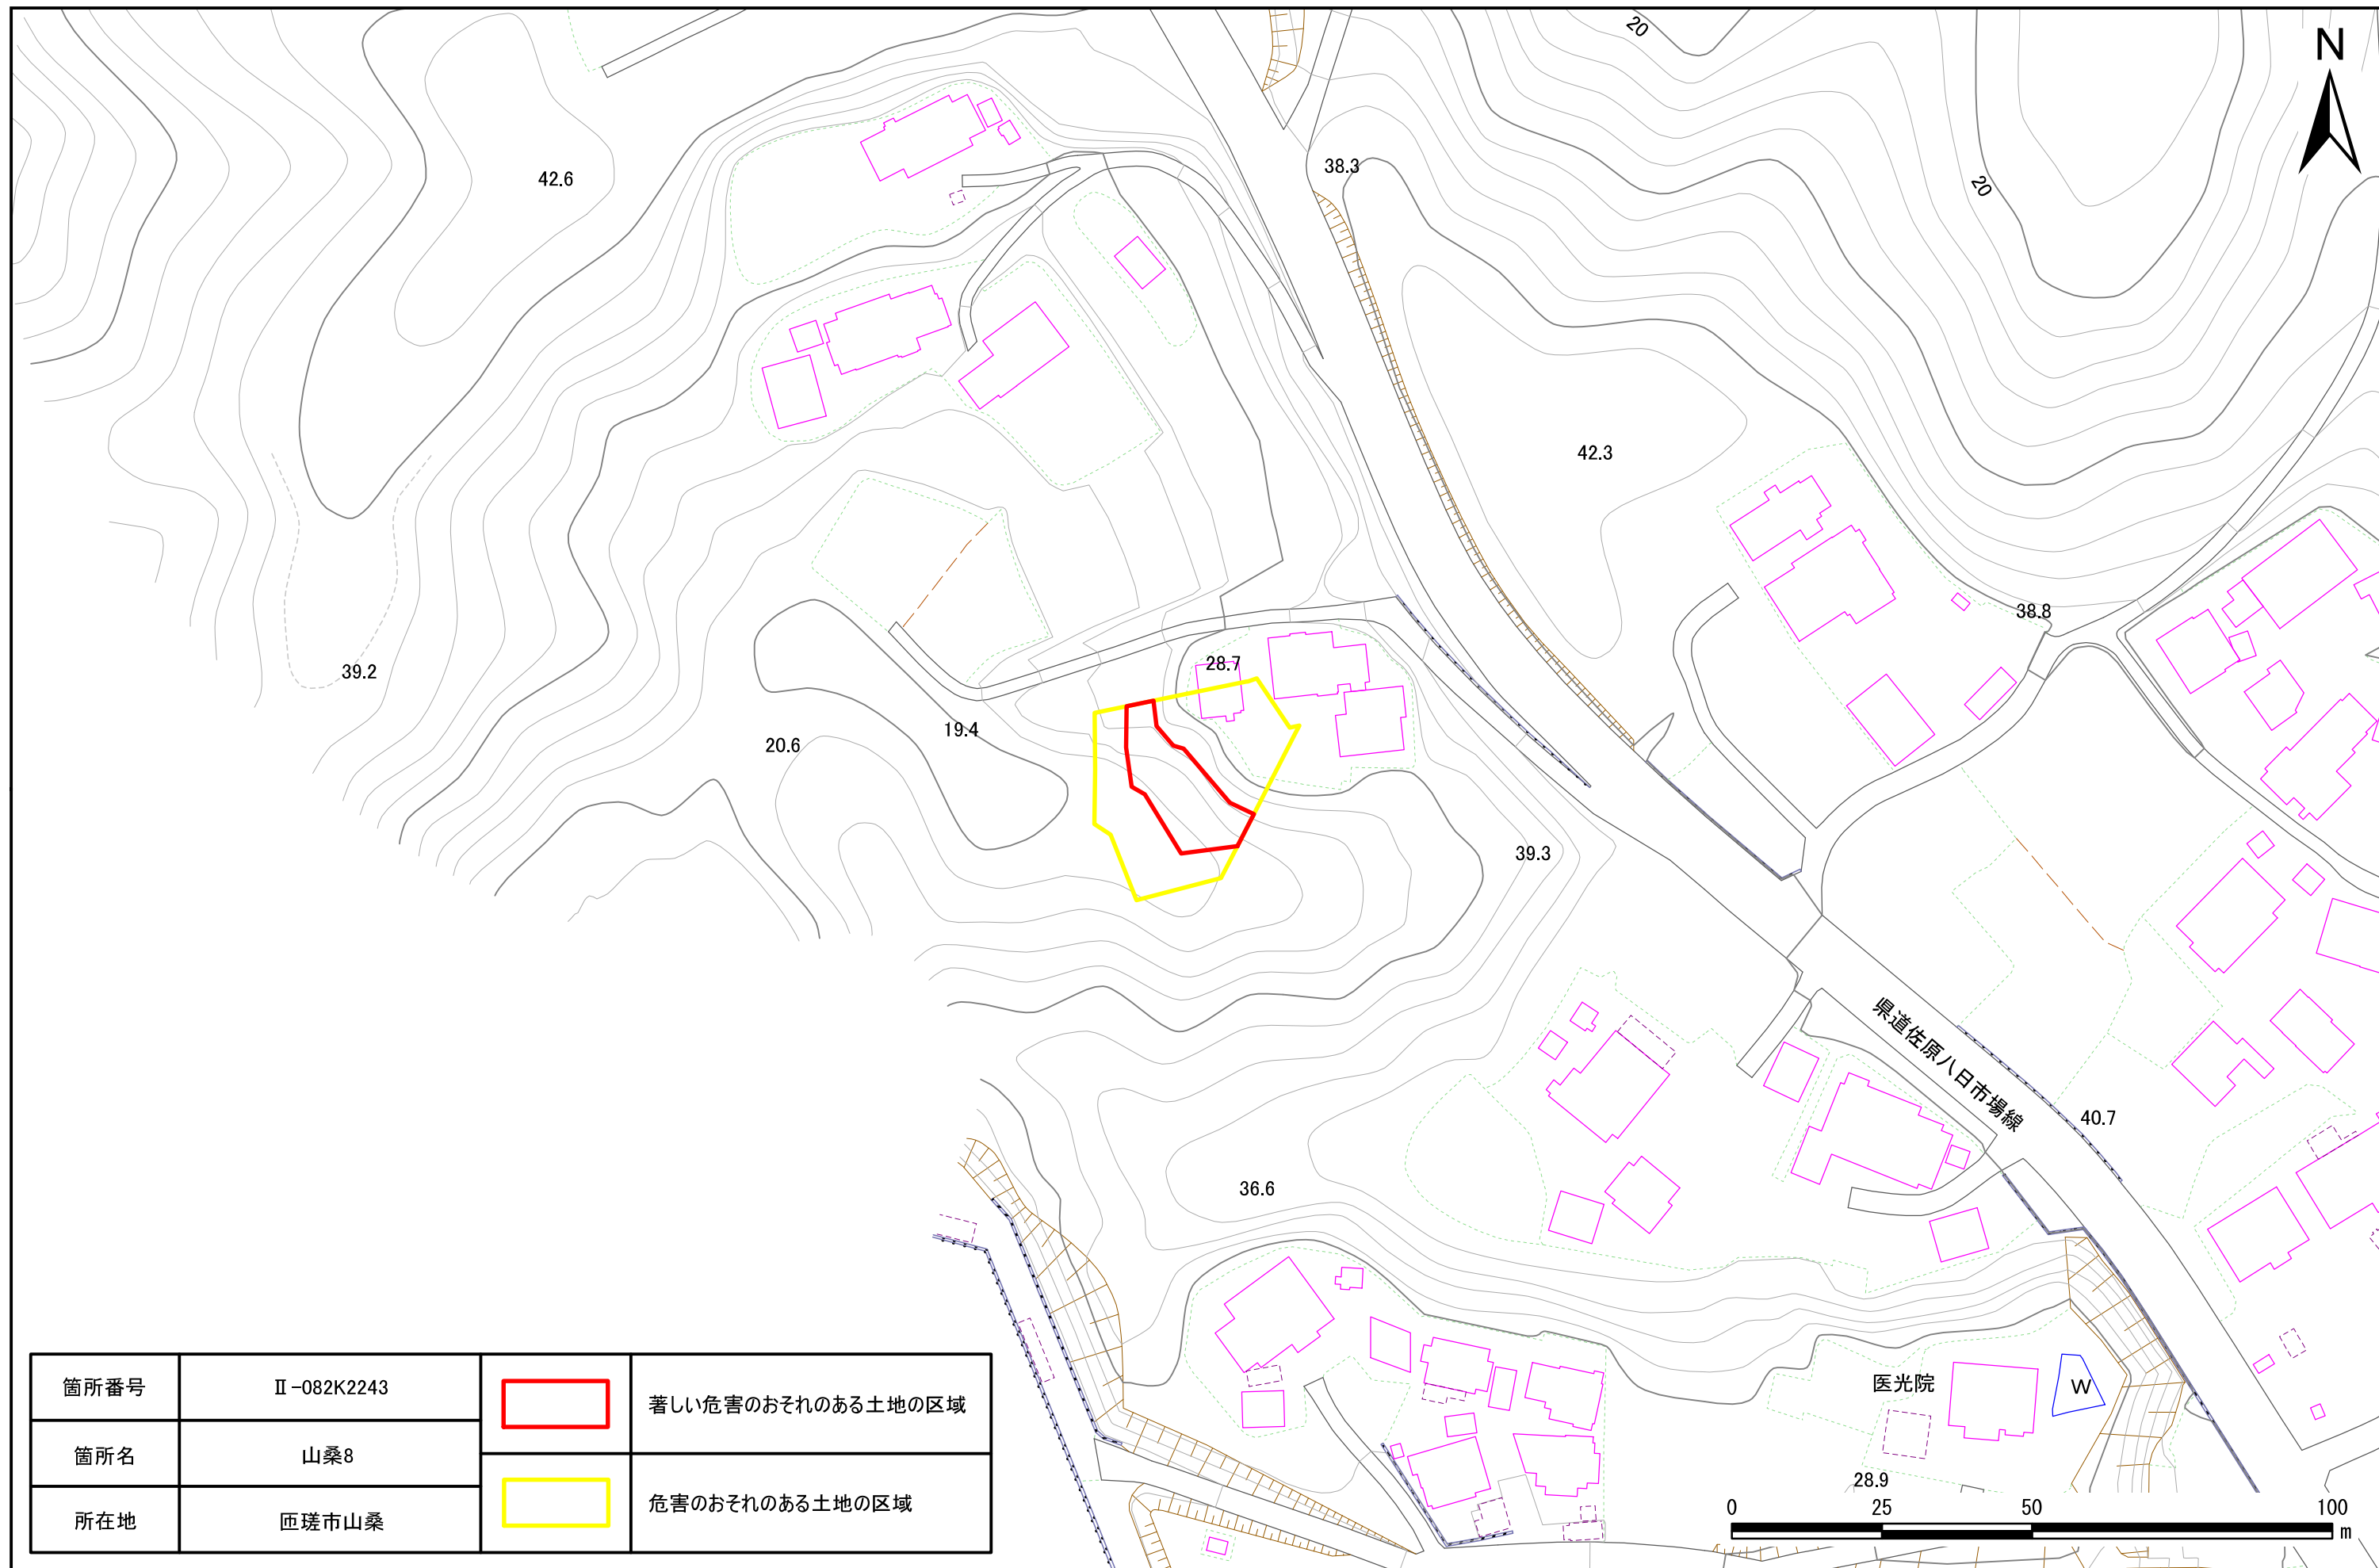 20
N
38.3
42.6
20
42.3
38.8
28.7
39.2
19.4
20.6
39.3
県道佐原八日市場線
40.7
36.6
医光院
W
28.9
0 25 50 100
m
箇所番号 Ⅱ-082K2243
著しい危害のおそれのある土地の区域
箇所名 山桑8
危害のおそれのある土地の区域
所在地 匝瑳市山桑